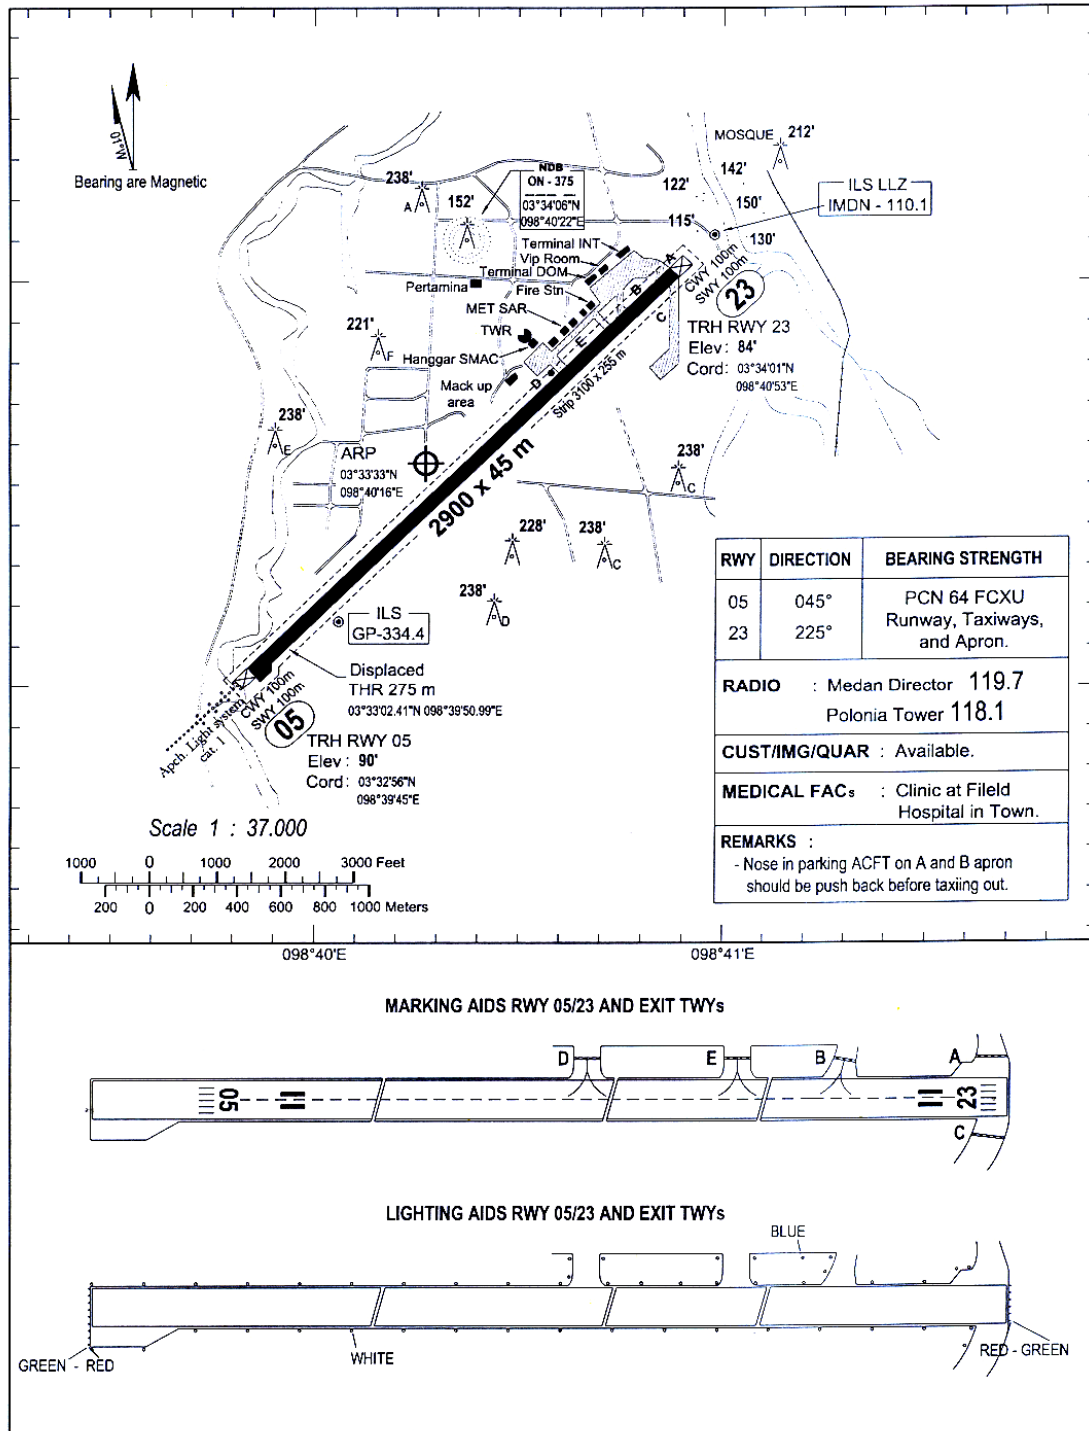 01°W
Bearing are Magnetic
MOSQUE 212'
238'
A
152'
NDB
ON - 375
03°34'06"N
098°40'22"E
122'
142'
150'
115'
130'
ILS LLZ
IMDN - 110.1
Terminal INT
Vip Room
Terminal DOM
Fire Stn
Pertamina
MET SAR
TWR
Hanggar SMAC
Mack up
area
A
B
C
E
D
CWY 100m
SWY 100m
23
TRH RWY 23
Elev : 84'
Cord: 03°34'01"N
098°40'53"E
221'
F
238'
E
Strip 3100 x 255 m
2900 x 45 m
ARP
03°33'33"N
098°40'16"E
238'
C
228'
238'
C
238'
D
ILS
GP-334.4
Displaced
THR 275 m
03°33'02.41"N 098°39'50.99"E
CWY 100m
SWY 100m
05
Apch. Light system
cat. 1
TRH RWY 05
Elev : 90'
Cord : 03°32'56"N
098°39'45"E
RWY DIRECTION BEARING STRENGTH
05 045° PCN 64 FCXU
Runway, Taxiways,
23 225°
and Apron.
RADIO : Medan Director 119.7
Polonia Tower 118.1
CUST/IMG/QUAR : Available.
MEDICAL FACs : Clinic at Fileld
Hospital in Town.
REMARKS :
- Nose in parking ACFT on A and B apron
should be push back before taxiing out.
Scale 1 : 37.000
1000 0 1000 2000 3000 Feet
200 0 200 400 600 800 1000 Meters
098°40'E 098°41'E
MARKING AIDS RWY 05/23 AND EXIT TWYs
D E B A
05 23
C
LIGHTING AIDS RWY 05/23 AND EXIT TWYs
BLUE
GREEN - RED
WHITE
RED - GREEN